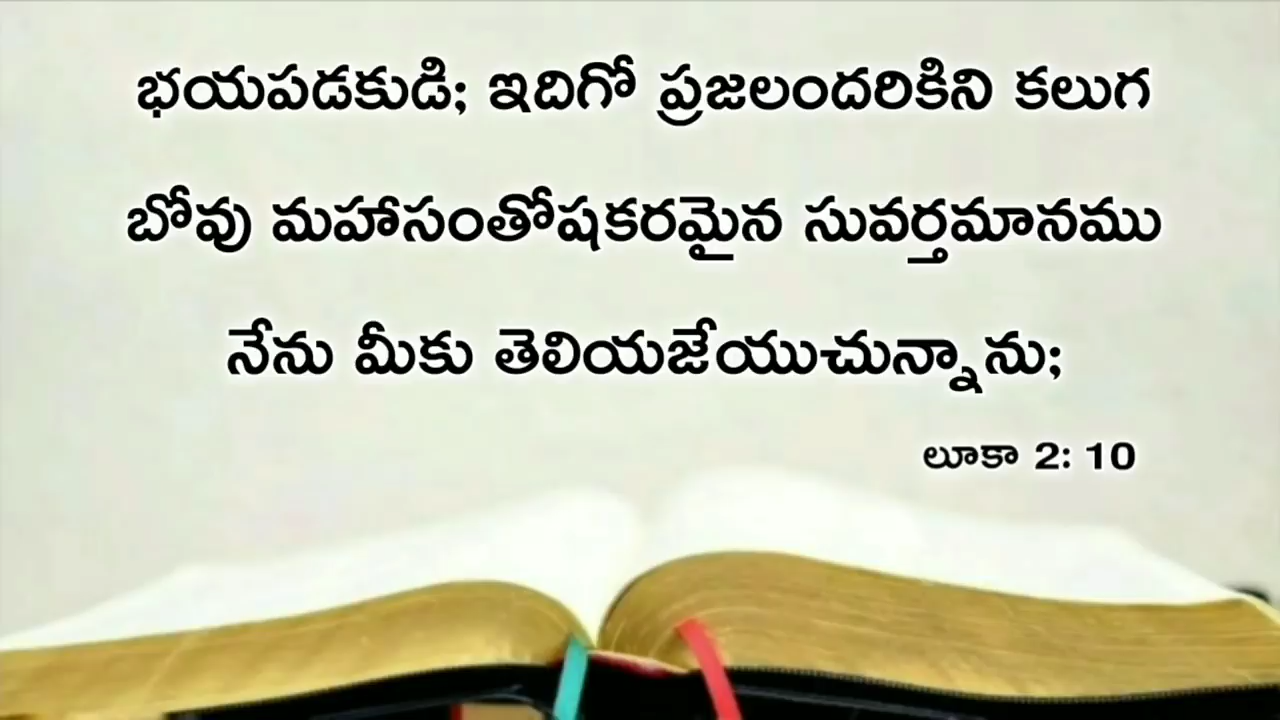 భయపడకుడి; ఇదిగో ప్రజలందరికిని కలుగ
బోవు మహాసంతోషకరమైన సువర్తమానము
నేను మీకు తెలియజేయుచున్నాను;
లూకా 2: 10